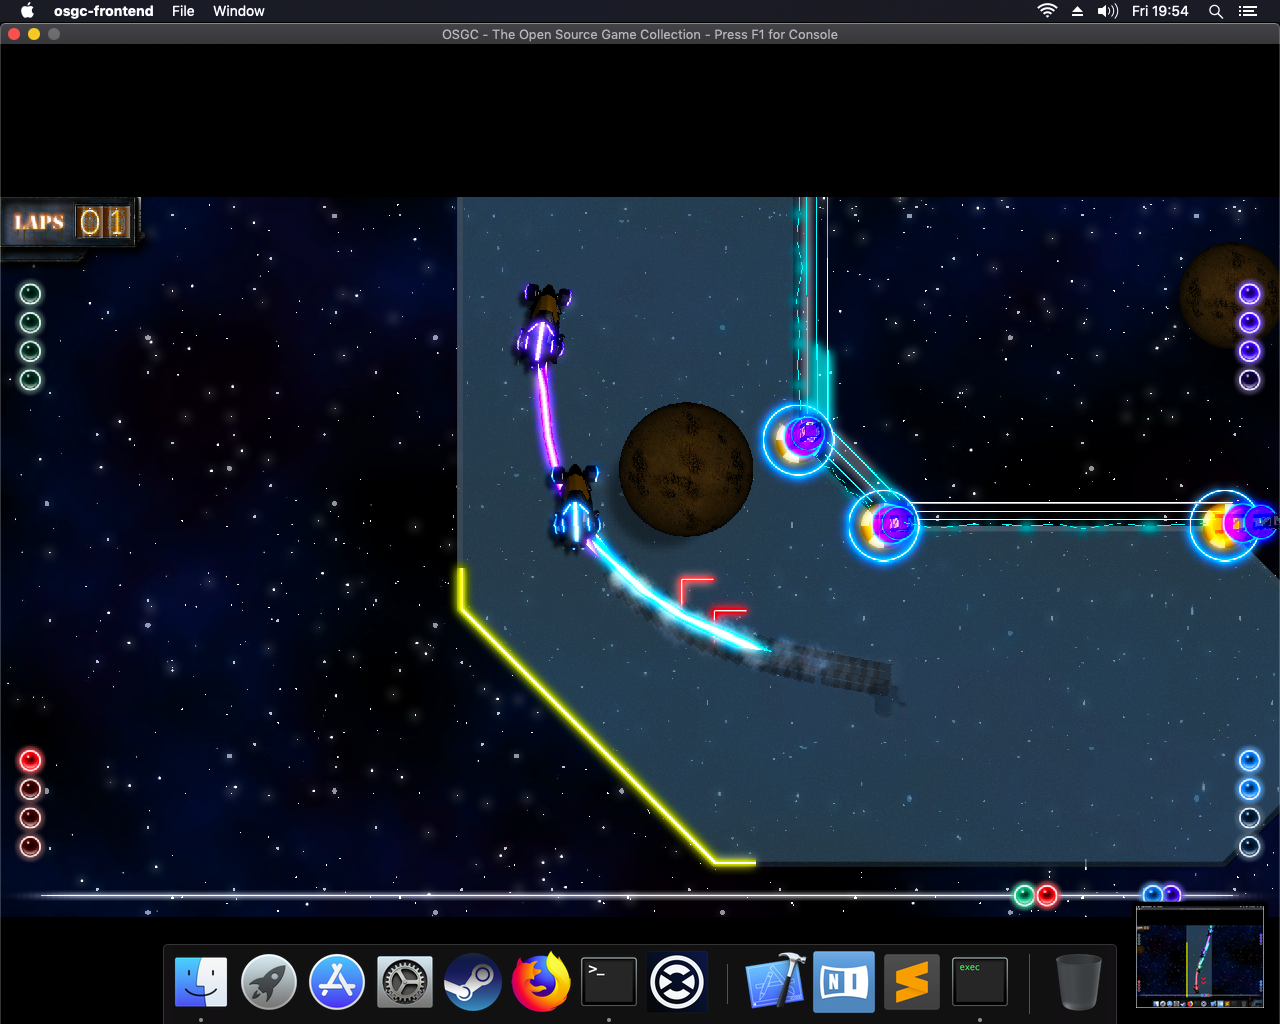 osgc-frontend File Window Fri 19:54
OSGC - The Open Source Game Collection - Press F1 for Console
LAPS 01
>_ N I exec